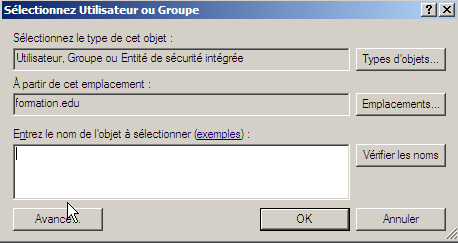 Sélectionnez Utilisateur ou Groupe
Sélectionnez le type de cet objet :
Utilisateur, Groupe ou Entité de sécurité intégrée
Types d'objets...
À partir de cet emplacement :
formation.edu
Emplacements...
Entrez le nom de l'objet à sélectionner (exemples) :
Vérifier les noms
Avancé...
OK
Annuler